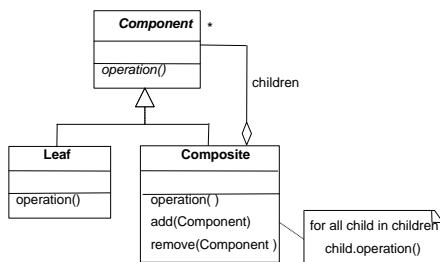 Component
*
operation()
children
Leaf
operation()
Composite
operation( )
add(Component)
remove(Component )
for all child in children
child.operation()